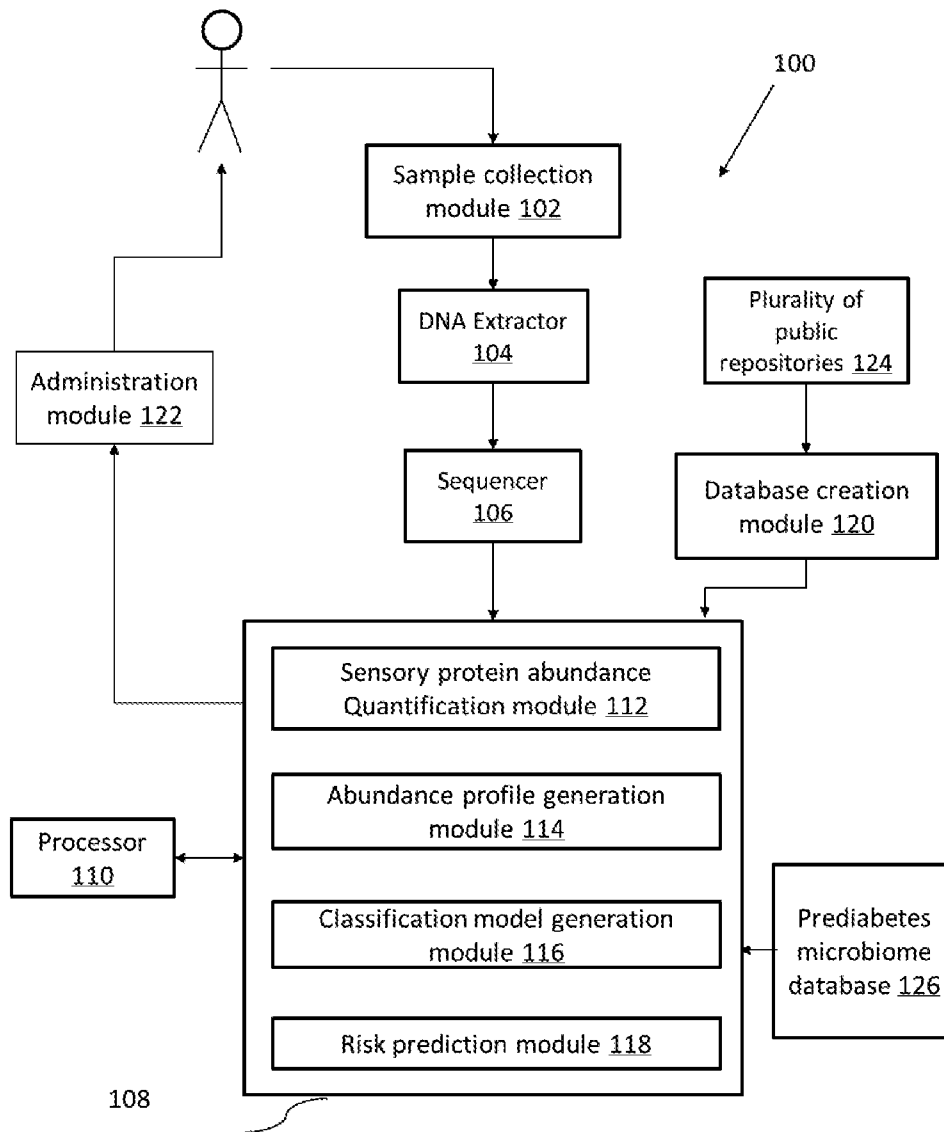 100
Sample collection
module 102
DNA Extractor
104
Plurality of
public
repositories 124
Administration
module 122
Sequencer
106
Database creation
module 120
Sensory protein abundance
Quantification module 112
Abundance profile generation
module 114
Processor
110
Classification model generation
module 116
Prediabetes
microbiome
database 126
Risk prediction module 118
108